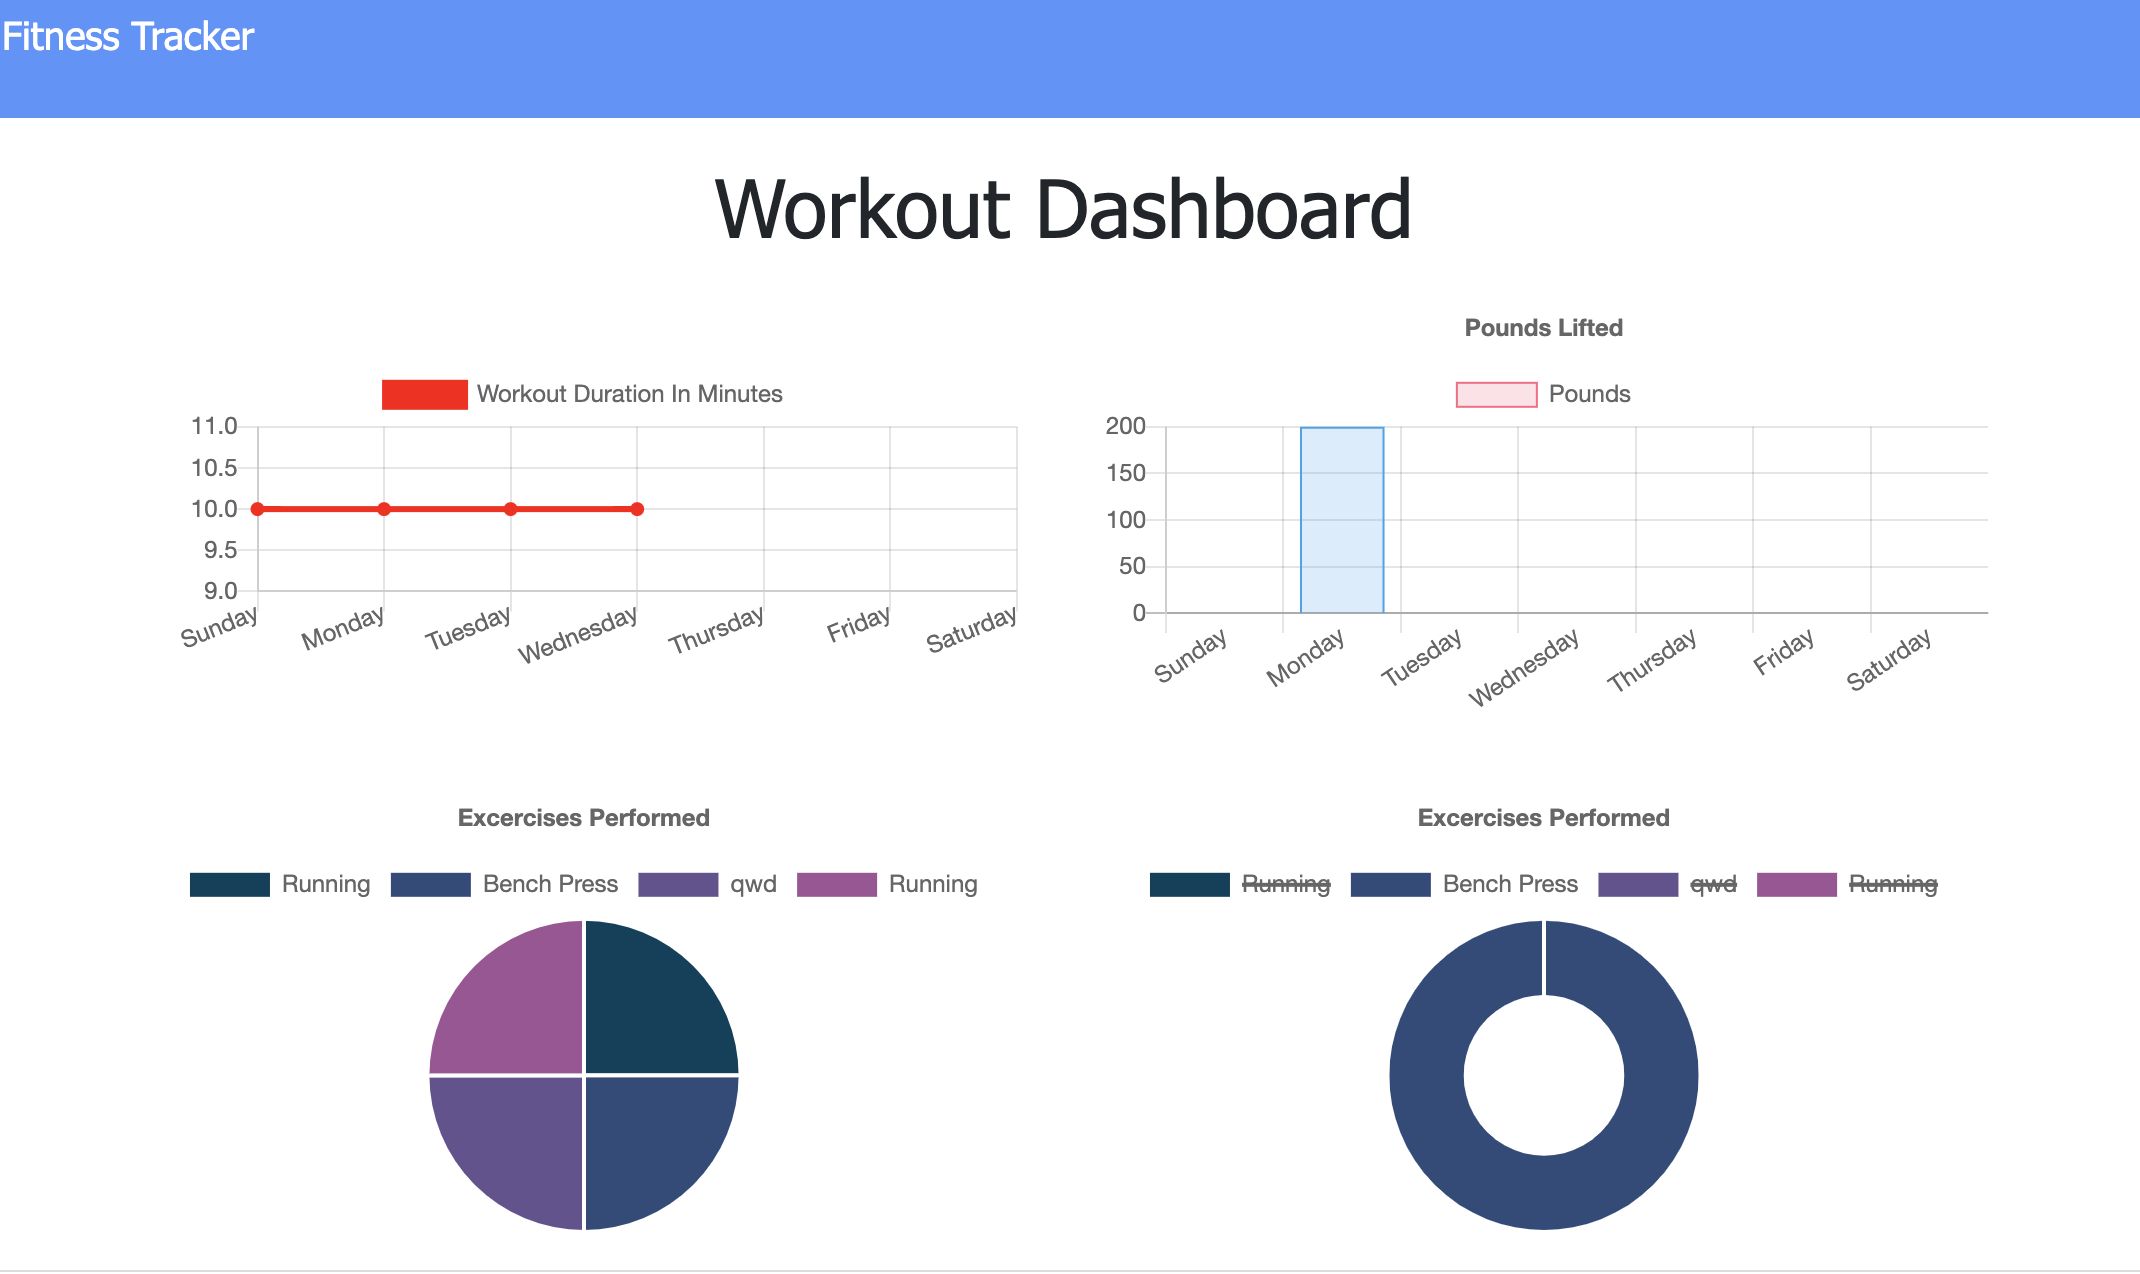 Fitness Tracker
Workout Dashboard
Workout Duration In Minutes
11.0
10.5
10.0
9.5
9.0
Sunday Monday Tuesday Wednesday Thursday Friday Saturday
Pounds Lifted
Pounds
200
150
100
50
0
Sunday Monday Tuesday Wednesday Thursday Friday Saturday
Excercises Performed
Running Bench Press qwd Running
Excercises Performed
Running Bench Press qwd Running